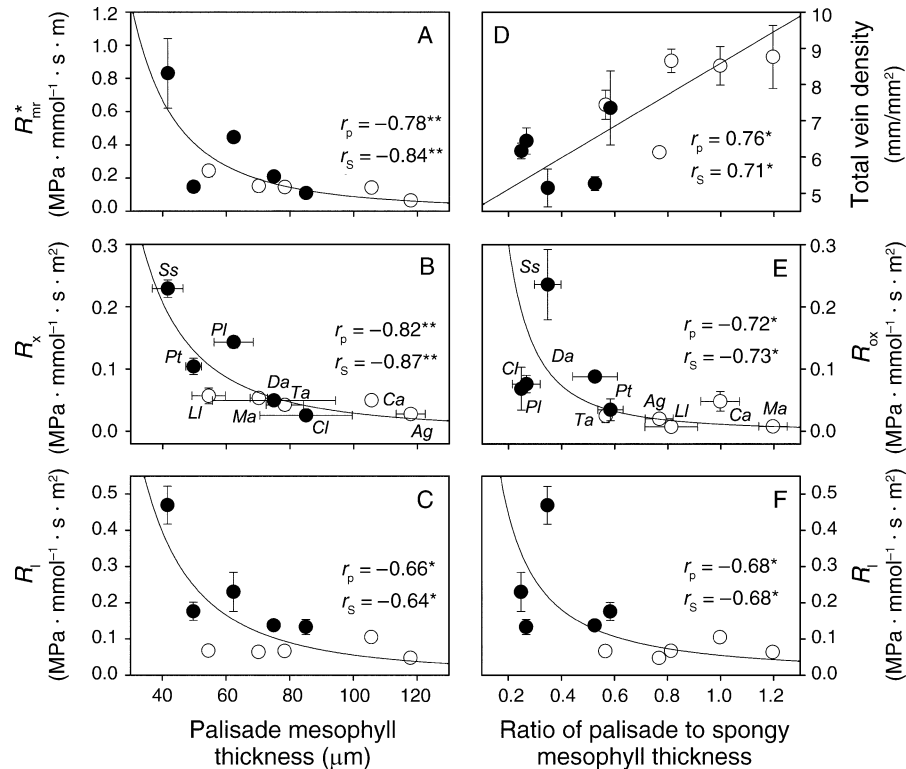 A
R*mr
(MPa · mmol⁻¹ · s · m)
1.2
1.0
0.8
0.6
0.4
0.2
0.0
rp = −0.78**
rS = −0.84**
D
10
9
8
7
6
5
Total vein density
(mm/mm²)
rp = 0.76*
rS = 0.71*
B
Rx
(MPa · mmol⁻¹ · s · m²)
0.3
0.2
0.1
0.0
Ss
Pl
Pt
Ll
Ma
Da
Ta
Cl
Ca
Ag
rp = −0.82**
rS = −0.87**
E
Rox
(MPa · mmol⁻¹ · s · m²)
0.3
0.2
0.1
0.0
Ss
Cl
Pl
Da
Ta
Pt
Ag
Ll
Ca
Ma
rp = −0.72*
rS = −0.73*
C
Rl
(MPa · mmol⁻¹ · s · m²)
0.5
0.4
0.3
0.2
0.1
0.0
rp = −0.66*
rS = −0.64*
40 60 80 100 120
Palisade mesophyll
thickness (μm)
F
Rl
(MPa · mmol⁻¹ · s · m²)
0.5
0.4
0.3
0.2
0.1
0.0
rp = −0.68*
rS = −0.68*
0.2 0.4 0.6 0.8 1.0 1.2
Ratio of palisade to spongy
mesophyll thickness